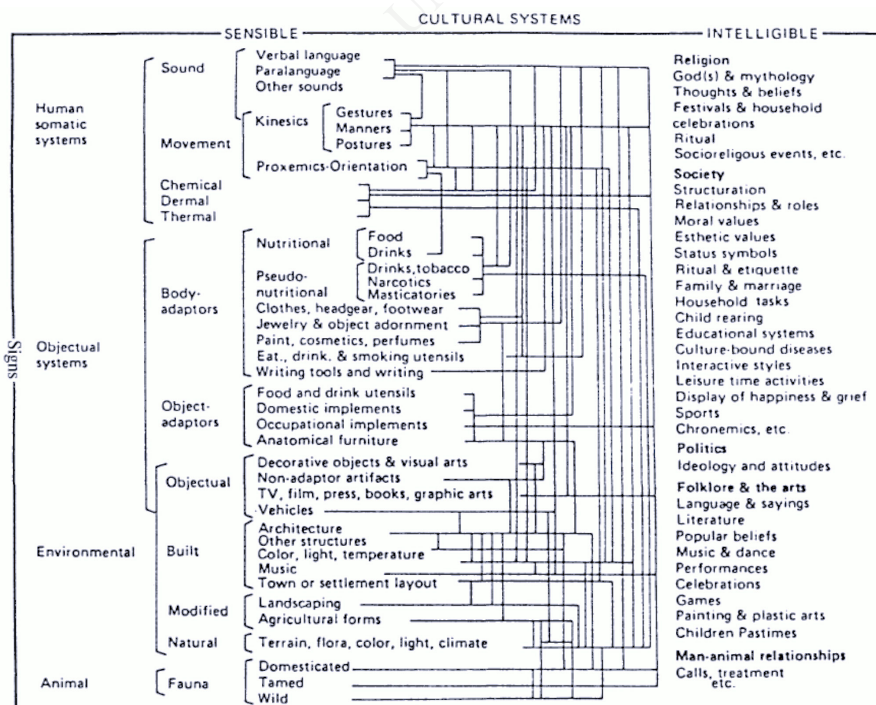 CULTURAL SYSTEMS
SENSIBLE
INTELLIGIBLE
Signs
Human
somatic
systems
Sound
Verbal language
Paralanguage
Other sounds
Movement
Kinesics
Gestures
Manners
Postures
Proxemics-Orientation
Chemical
Dermal
Thermal
Objectual
systems
Body-
adaptors
Nutritional
Food
Drinks
Pseudo-
nutritional
Drinks, tobacco
Narcotics
Masticatories
Clothes, headgear, footwear
Jewelry & object adornment
Paint, cosmetics, perfumes
Eat., drink. & smoking utensils
Writing tools and writing
Object-
adaptors
Food and drink utensils
Domestic implements
Occupational implements
Anatomical furniture
Environmental
Objectual
Decorative objects & visual arts
Non-adaptor artifacts
TV, film, press, books, graphic arts
Vehicles
Built
Architecture
Other structures
Color, light, temperature
Music
Town or settlement layout
Modified
Landscaping
Agricultural forms
Natural
Terrain, flora, color, light, climate
Animal
Fauna
Domesticated
Tamed
Wild
Religion
God(s) & mythology
Thoughts & beliefs
Festivals & household
celebrations
Ritual
Socioreligous events, etc.
Society
Structuration
Relationships & roles
Moral values
Esthetic values
Status symbols
Ritual & etiquette
Family & marriage
Household tasks
Child rearing
Educational systems
Culture-bound diseases
Interactive styles
Leisure time activities
Display of happiness & grief
Sports
Chronemics, etc.
Politics
Ideology and attitudes
Folklore & the arts
Language & sayings
Literature
Popular beliefs
Music & dance
Performances
Celebrations
Games
Painting & plastic arts
Children Pastimes
Man-animal relationships
Calls, treatment
etc.